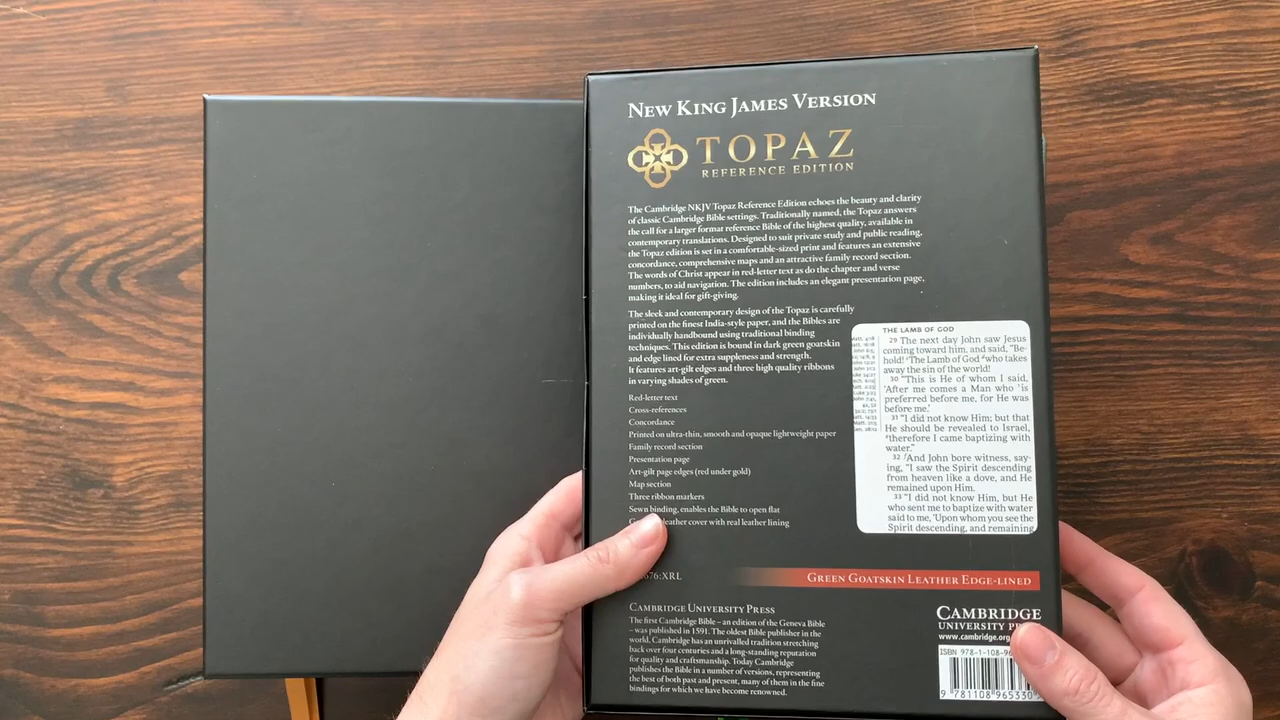 NEW KING JAMES VERSION
TOPAZ
REFERENCE EDITION
The Cambridge NKJV Topaz Reference Edition echoes the beauty and clarity
of classic Cambridge Bible settings. Traditionally named, the Topaz answers
the call for a larger format reference Bible of the highest quality, available in
contemporary translations. Designed to suit private study and public reading,
the Topaz edition is set in a comfortable-sized print and features an extensive
concordance, comprehensive maps and an attractive family record section.
The words of Christ appear in red-letter text as do the chapter and verse
numbers, to aid navigation. The edition includes an elegant presentation page,
making it ideal for gift-giving.
The sleek and contemporary design of the Topaz is carefully
printed on the finest India-style paper, and the Bibles are
individually handbound using traditional binding
techniques. This edition is bound in dark green goatskin
and edge lined for extra suppleness and strength.
It features art-gilt edges and three high quality ribbons
in varying shades of green.
Red-letter text
Cross-references
Concordance
Printed on ultra-thin, smooth and opaque lightweight paper
Family record section
Presentation page
Art-gilt page edges (red under gold)
Map section
Three ribbon markers
Sewn binding, enables the Bible to open flat
leather cover with real leather lining
THE LAMB OF GOD
29 The next day John saw Jesus
coming toward him, and said, "Be-
hold! The Lamb of God who takes
away the sin of the world!
30 "This is He of whom I said,
'After me comes a Man who is
preferred before me, for He was
before me.'
31 "I did not know Him; but that
He should be revealed to Israel,
therefore I came baptizing with
water."
32 And John bore witness, say-
ing, "I saw the Spirit descending
from heaven like a dove, and He
remained upon Him.
33 "I did not know Him, but He
who sent me to baptize with water
said to me, 'Upon whom you see the
Spirit descending, and remaining
676:XRL
GREEN GOATSKIN LEATHER EDGE-LINED
CAMBRIDGE UNIVERSITY PRESS
The first Cambridge Bible – an edition of the Geneva Bible
– was published in 1591. The oldest Bible publisher in the
world, Cambridge has an unrivalled tradition stretching
back over four centuries and a long-standing reputation
for quality and craftsmanship. Today Cambridge
publishes the Bible in a number of versions, representing
the best of both past and present, many of them in the fine
bindings for which we have become renowned.
CAMBRIDGE
UNIVERSITY
www.cambridge.org
ISBN 978-1-108-96
9 781108 965330